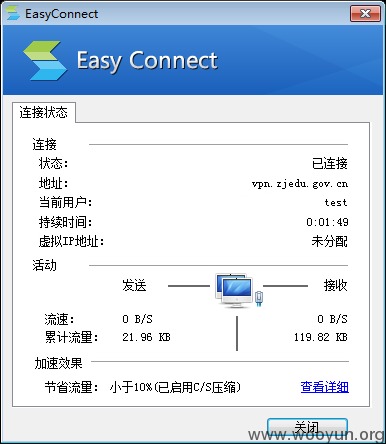 EasyConnect
Easy Connect
连接状态
连接
状态： 已连接
地址： vpn.zjedu.gov.cn
当前用户： test
持续时间： 0:01:49
虚拟IP地址： 未分配
活动
发送 接收
流速： 0 B/S 0 B/S
累计流量： 21.96 KB 119.82 KB
加速效果
节省流量： 小于10%(已启用C/S压缩) 查看详细
关闭
www.wooyun.org